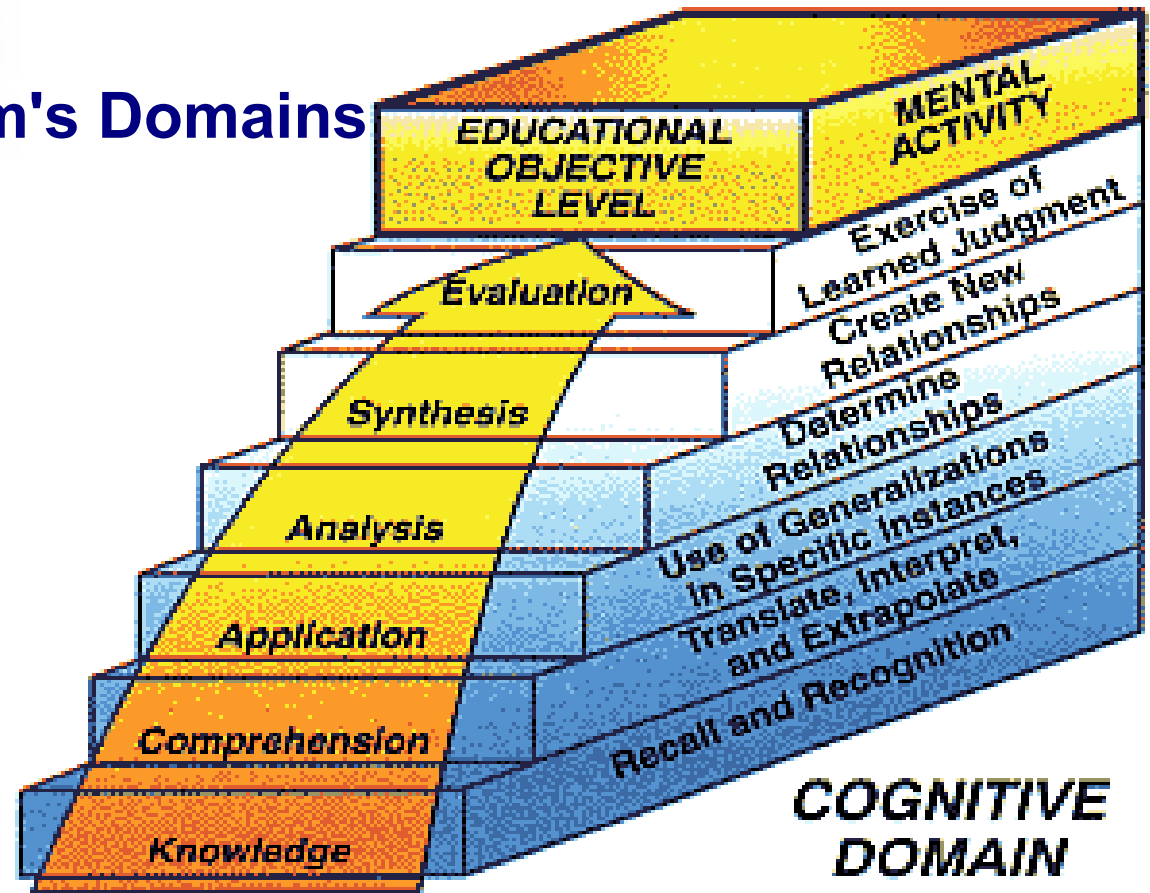 m's Domains
EDUCATIONAL
OBJECTIVE
LEVEL
MENTAL
ACTIVITY
Evaluation
Exercise of
Learned Judgment
Synthesis
Create New
Relationships
Analysis
Determine
Relationships
Application
Use of Generalizations
in Specific Instances
Comprehension
Translate, Interpret,
and Extrapolate
Knowledge
Recall and Recognition
COGNITIVE
DOMAIN